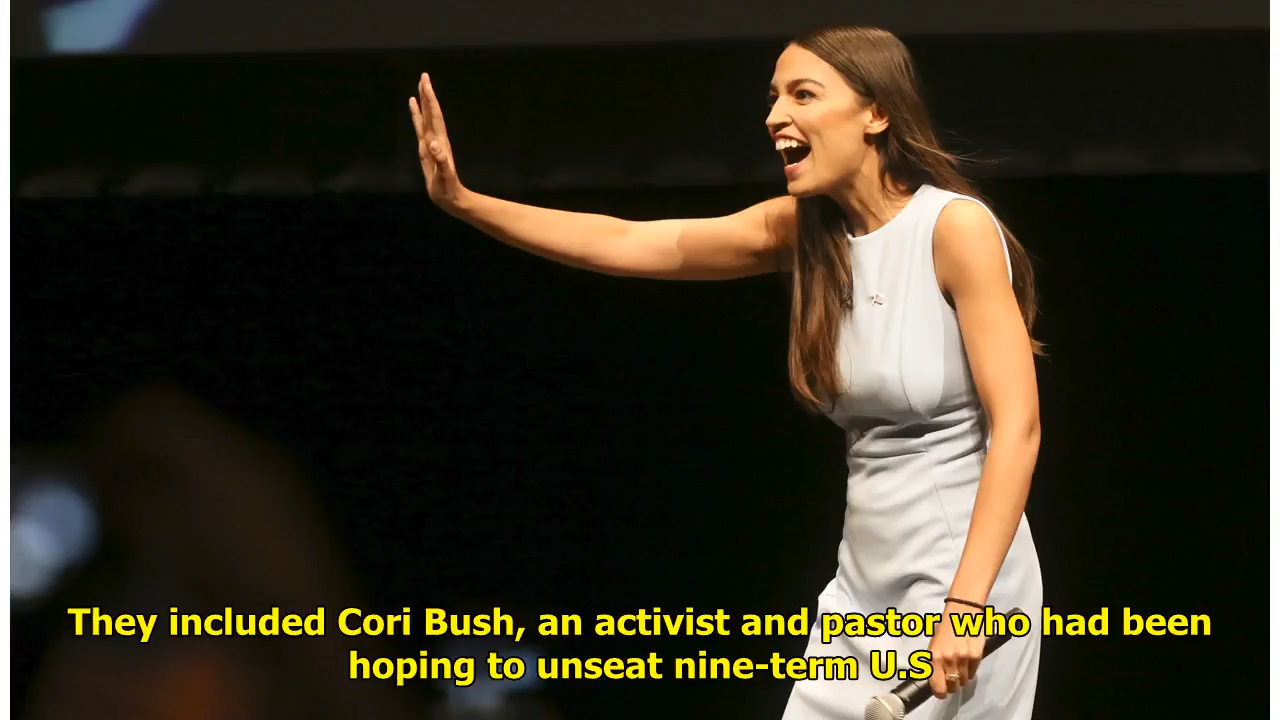 They included Cori Bush, an activist and pastor who had been
hoping to unseat nine-term U.S